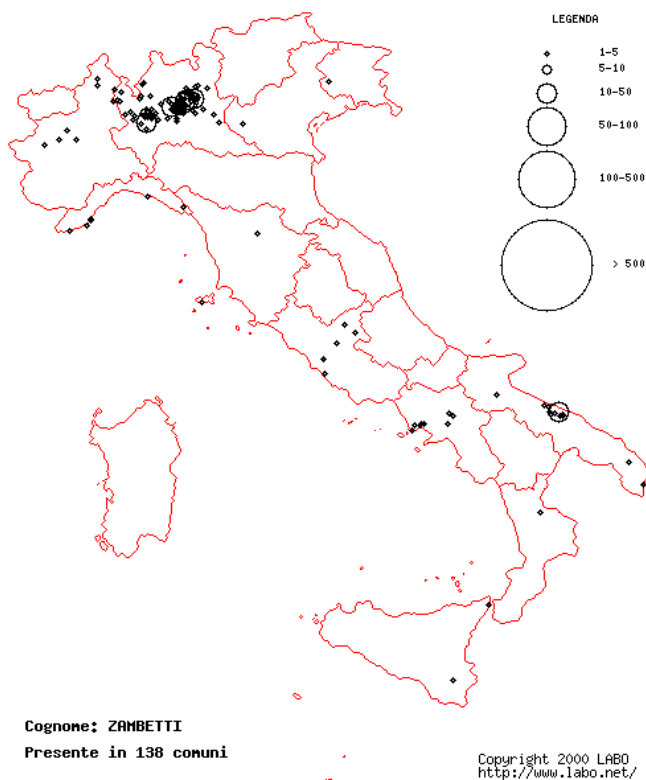 LEGENDA
1-5
5-10
10-50
50-100
100-500
> 500
Cognome: ZAMBETTI
Presente in 138 comuni
Copyright 2000 LABO
http://www.labo.net/